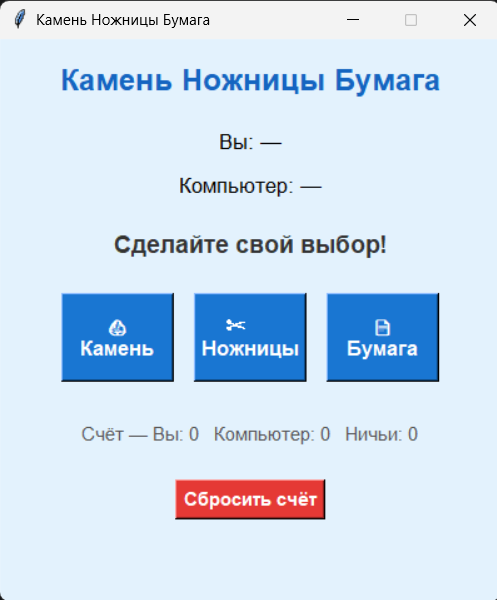 Камень Ножницы Бумага
Камень Ножницы Бумага
Вы: —
Компьютер: —
Сделайте свой выбор!
Камень
Ножницы
Бумага
Счёт — Вы: 0 Компьютер: 0 Ничьи: 0
Сбросить счёт